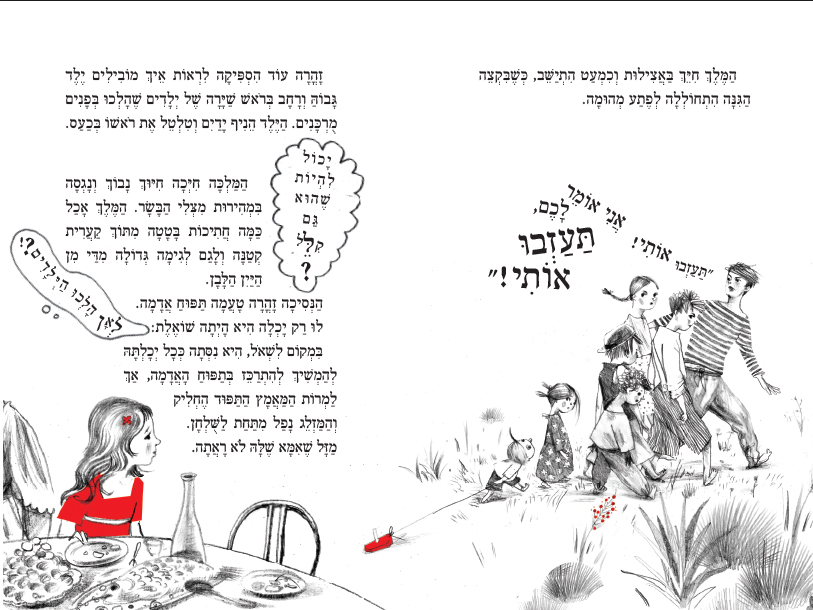 הַמֶּלֶךְ חִיֵּךְ בַּאֲצִילוּת וְכִמְעַט הִתְיַשֵּׁב, כְּשֶׁבִּקְצֵה
הַגִּנָּה הִתְחוֹלְלָה לְפֶתַע מְהוּמָה.
"תַּעַזְבוּ אוֹתִי!
אֲנִי אוֹמֵר
לָכֶם,
תַּעַזְבוּ
אוֹתִי!"
זָהֳרָה עוֹד הִסְפִּיקָה לִרְאוֹת אֵיךְ מוֹבִילִים יֶלֶד
גָּבוֹהַּ וְרָחָב בְּרֹאשׁ שַׁיָּרָה שֶׁל יְלָדִים שֶׁהָלְכוּ בְּפָנִים
מֻרְכָּנִים. הַיֶּלֶד הֵנִיף יָדַיִם וְטִלְטֵל אֶת רֹאשׁוֹ בְּכַעַס.
יָכוֹל
לִהְיוֹת
שֶׁהוּא
גַּם
קִלֵּל
?
הַמַּלְכָּה חִיְּכָה חִיּוּךְ נָבוֹךְ וְנָגְסָה
בִּמְהִירוּת מִצְּלִי הַבָּשָׂר. הַמֶּלֶךְ אָכַל
כַּמָּה חֲתִיכוֹת בָּטָטָה מִתּוֹךְ קַעֲרִית
קְטַנָּה וְלָגַם לְגִימָה גְּדוֹלָה מִדַּי מִן
הַיַּיִן הַלָּבָן.
הַנְּסִיכָה זָהֳרָה טָעֲמָה תַּפּוּחַ אֲדָמָה.
לוּ רַק יָכְלָה הִיא הָיְתָה שׁוֹאֶלֶת:
לְאָן הָלְכוּ הַיְלָדִים?!
בִּמְקוֹם לִשְׁאֹל, הִיא נִסְּתָה כְּכָל יְכָלְתָּהּ
לְהַמְשִׁיךְ לְהִתְרַכֵּז בְּתַפּוּחַ הָאֲדָמָה, אַךְ
לַמְרוֹת הַמַּאֲמָץ הַתַּפּוּד הֶחְלִיק
וְהַמַּזְלֵג נָפַל מִתַּחַת לַשֻּׁלְחָן.
מַזָּל שֶׁאִמָּא שֶׁלָּהּ לֹא רָאֲתָה.